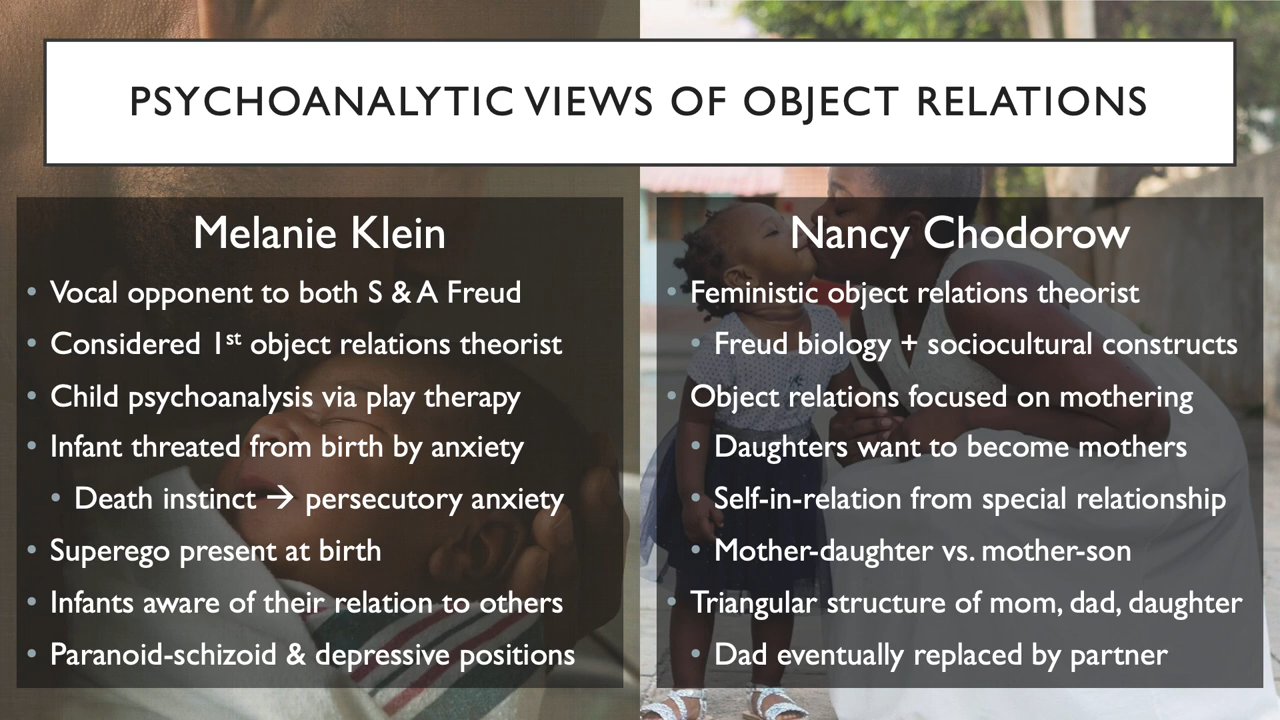 PSYCHOANALYTIC VIEWS OF OBJECT RELATIONS
Melanie Klein
• Vocal opponent to both S & A Freud
• Considered 1st object relations theorist
• Child psychoanalysis via play therapy
• Infant threated from birth by anxiety
• Death instinct → persecutory anxiety
• Superego present at birth
• Infants aware of their relation to others
• Paranoid-schizoid & depressive positions
Nancy Chodorow
• Feministic object relations theorist
• Freud biology + sociocultural constructs
• Object relations focused on mothering
• Daughters want to become mothers
• Self-in-relation from special relationship
• Mother-daughter vs. mother-son
• Triangular structure of mom, dad, daughter
• Dad eventually replaced by partner